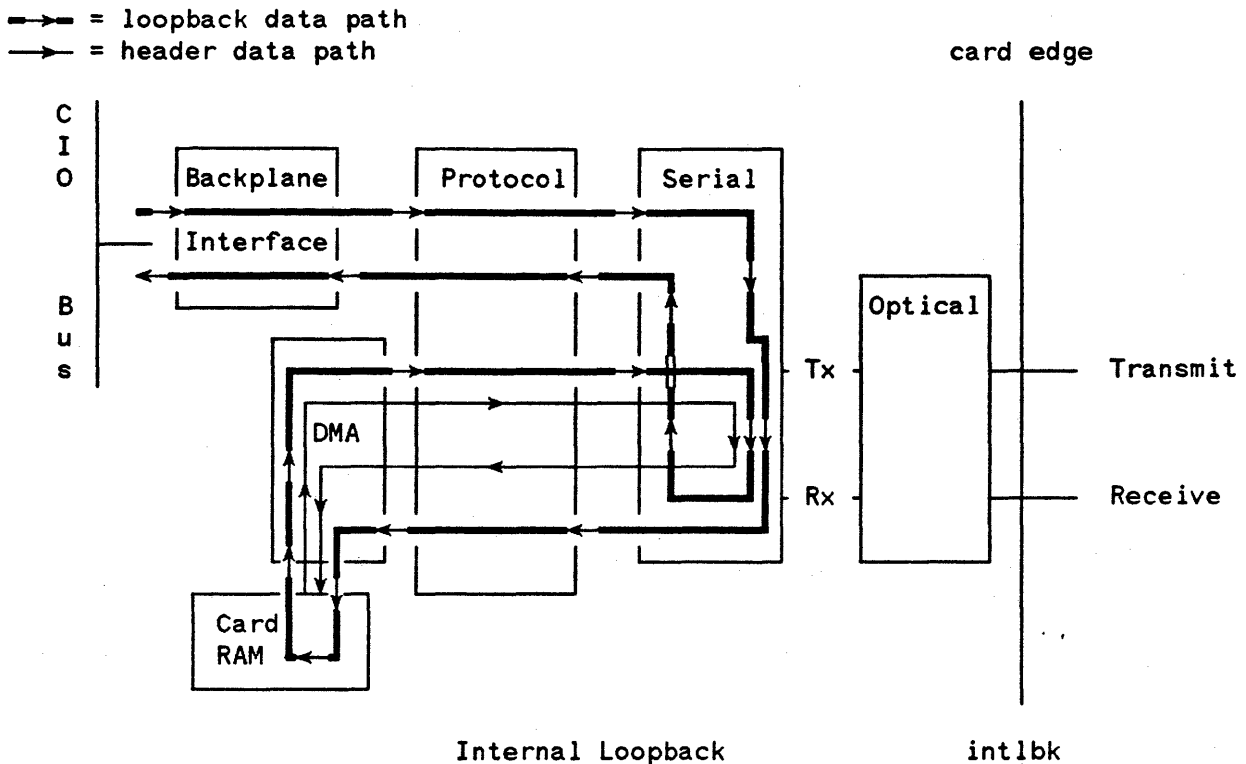 = loopback data path
= header data path
card edge
CIO Bus
Backplane
Interface
Protocol
Serial
Optical
Tx
Transmit
DMA
Rx
Receive
Card
RAM
Internal Loopback
intlbk